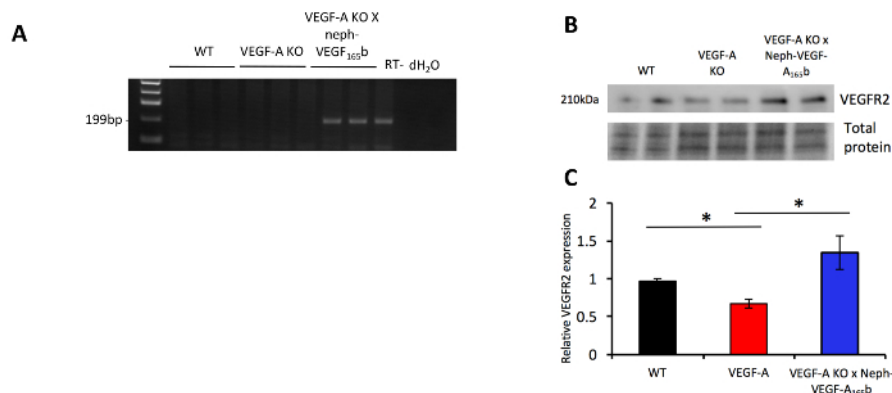 A
WT
VEGF-A KO
VEGF-A KO X
neph-
VEGF₁₆₅b
RT-
dH₂O
199bp
B
WT
VEGF-A
KO
VEGF-A KO x
Neph-VEGF-
A₁₆₅b
210kDa
VEGFR2
Total
protein
C
Relative VEGFR2 expression
2
1.5
1
0.5
0
*
*
WT
VEGF-A
VEGF-A KO x Neph-
VEGF-A₁₆₅b